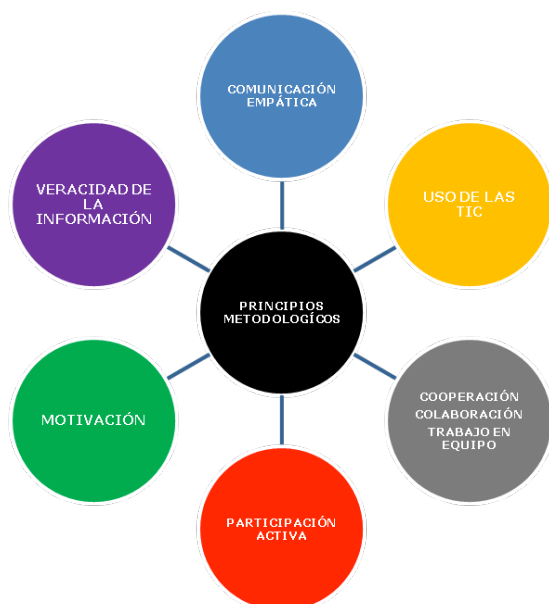 COMUNICACIÓN
EMPÁTICA
USO DE LAS
TIC
COOPERACIÓN
COLABORACIÓN
TRABAJO EN
EQUIPO
PARTICIPACIÓN
ACTIVA
MOTIVACIÓN
VERACIDAD DE
LA
INFORMACIÓN
PRINCIPIOS
METODOLOGÍCOS